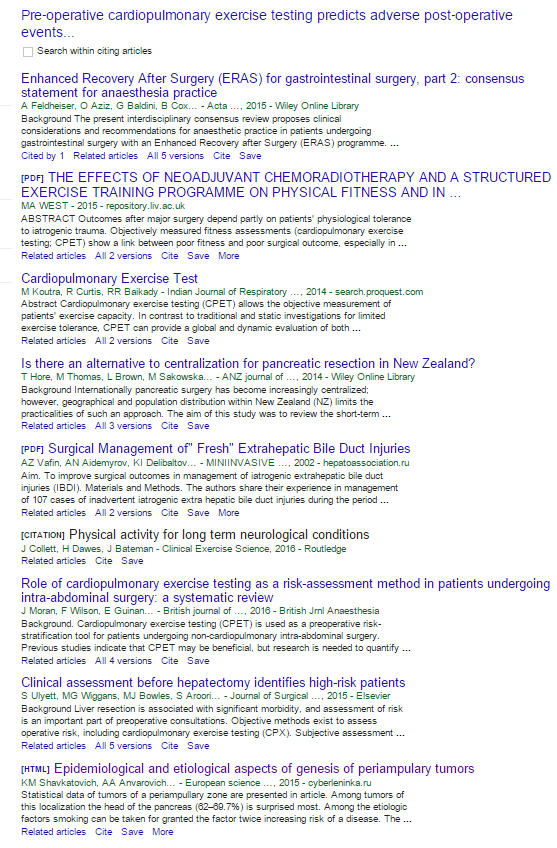 Pre-operative cardiopulmonary exercise testing predicts adverse post-operative
events...
Search within citing articles
Enhanced Recovery After Surgery (ERAS) for gastrointestinal surgery, part 2: consensus
statement for anaesthesia practice
A Feldheiser, O Aziz, G Baldini, B Cox... - Acta ..., 2015 - Wiley Online Library
Background The present interdisciplinary consensus review proposes clinical
considerations and recommendations for anaesthetic practice in patients undergoing
gastrointestinal surgery with an Enhanced Recovery after Surgery (ERAS) programme. ...
Cited by 1 Related articles All 5 versions Cite Save
[PDF] THE EFFECTS OF NEOADJUVANT CHEMORADIOTHERAPY AND A STRUCTURED
EXERCISE TRAINING PROGRAMME ON PHYSICAL FITNESS AND IN ...
MA WEST - 2015 - repository.liv.ac.uk
ABSTRACT Outcomes after major surgery depend partly on patients' physiological tolerance
to iatrogenic trauma. Objectively measured fitness assessments (cardiopulmonary exercise
testing; CPET) show a link between poor fitness and poor surgical outcome, especially in ...
Related articles All 2 versions Cite Save More
Cardiopulmonary Exercise Test
M Koutra, R Curtis, RR Baikady - Indian Journal of Respiratory ..., 2014 - search.proquest.com
Abstract Cardiopulmonary exercise testing (CPET) allows the objective measurement of
patients' exercise capacity. In contrast to traditional and static investigations for limited
exercise tolerance, CPET can provide a global and dynamic evaluation of both ...
Related articles All 2 versions Cite Save
Is there an alternative to centralization for pancreatic resection in New Zealand?
T Hore, M Thomas, L Brown, M Sakowska... - ANZ journal of ..., 2014 - Wiley Online Library
Background Internationally pancreatic surgery has become increasingly centralized;
however, geographical and population distribution within New Zealand (NZ) limits the
practicalities of such an approach. The aim of this study was to review the short-term ...
Related articles All 3 versions Cite Save
[PDF] Surgical Management of" Fresh" Extrahepatic Bile Duct Injuries
AZ Vafin, AN Aidemyrov, KI Delibaltov... - MINIINVASIVE ..., 2002 - hepatoassociation.ru
Aim. To improve surgical outcomes in management of iatrogenic extrahepatic bile duct
injuries (IBDI). Materials and Methods. The authors share their experience in management
of 107 cases of inadvertent iatrogenic extra hepatic bile duct injuries during the period ...
Related articles All 2 versions Cite Save More
[CITATION] Physical activity for long term neurological conditions
J Collett, H Dawes, J Bateman - Clinical Exercise Science, 2016 - Routledge
Related articles Cite Save
Role of cardiopulmonary exercise testing as a risk-assessment method in patients undergoing
intra-abdominal surgery: a systematic review
J Moran, F Wilson, E Guinan... - British journal of ..., 2016 - British Jrnl Anaesthesia
Background. Cardiopulmonary exercise testing (CPET) is used as a preoperative risk-
stratification tool for patients undergoing non-cardiopulmonary intra-abdominal surgery.
Previous studies indicate that CPET may be beneficial, but research is needed to quantify ...
Related articles All 4 versions Cite Save
Clinical assessment before hepatectomy identifies high-risk patients
S Ulyett, MG Wiggans, MJ Bowles, S Aroori... - Journal of Surgical ..., 2015 - Elsevier
Background Liver resection is associated with significant morbidity, and assessment of risk
is an important part of preoperative consultations. Objective methods exist to assess
operative risk, including cardiopulmonary exercise testing (CPX). Subjective assessment ...
Related articles All 5 versions Cite Save
[HTML] Epidemiological and etiological aspects of genesis of periampulary tumors
KM Shavkatovich, AA Anvarovich... - European science ..., 2015 - cyberleninka.ru
Statistical data of tumors of a periampullary zone are presented in article. Among tumors of
this localization the head of the pancreas (62–69.7%) is surprised most. Among the etiologic
factors smoking can be taken for granted the factor twice increasing risk of a disease. The ...
Related articles Cite Save More